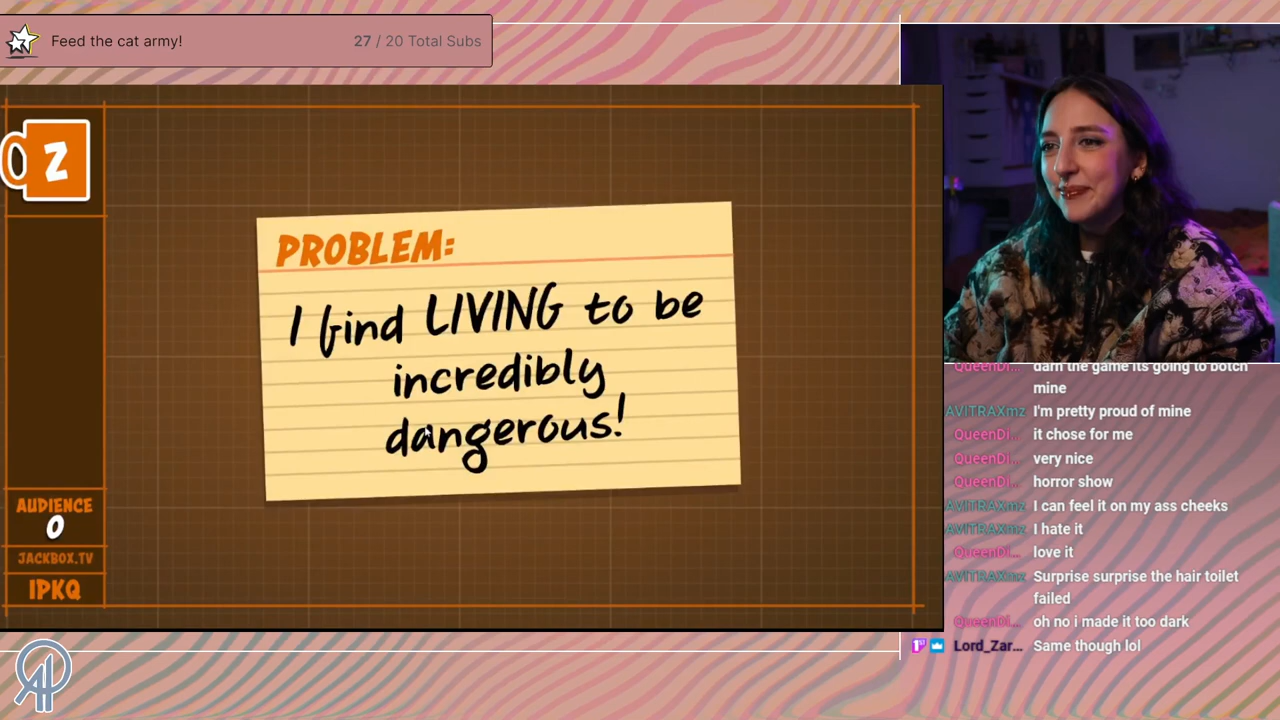 Feed the cat army!
27 / 20 Total Subs
Z
PROBLEM:
I find LIVING to be
incredibly
dangerous!
AUDIENCE
0
JACKBOX.TV
IPKQ
QueenDi... darn the game its going to botch
mine
AVITRAXmz I'm pretty proud of mine
QueenDi... it chose for me
QueenDi... very nice
QueenDi... horror show
AVITRAXmz I can feel it on my ass cheeks
AVITRAXmz I hate it
QueenDi... love it
AVITRAXmz Surprise surprise the hair toilet
failed
QueenDi... oh no i made it too dark
Lord_Zar... Same though lol